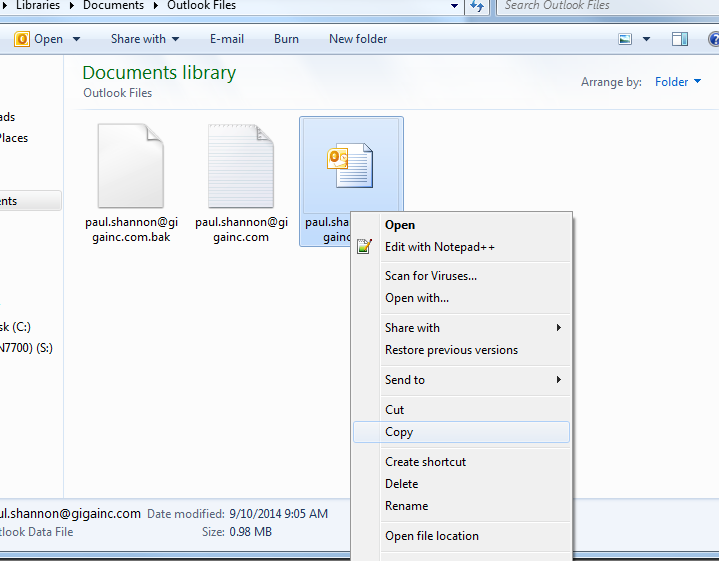 Libraries Documents Outlook Files Search Outlook Files
Open Share with E-mail Burn New folder
Documents library
Outlook Files
Arrange by: Folder
ads
Places
ents
sk (C:)
N7700) (S:)
paul.shannon@gi
gainc.com.bak
paul.shannon@gi
gainc.com
paul.sha
gainc
Open
Edit with Notepad++
Scan for Viruses...
Open with...
Share with
Restore previous versions
Send to
Cut
Copy
Create shortcut
Delete
Rename
Open file location
ul.shannon@gigainc.com Date modified: 9/10/2014 9:05 AM
tlook Data File Size: 0.98 MB